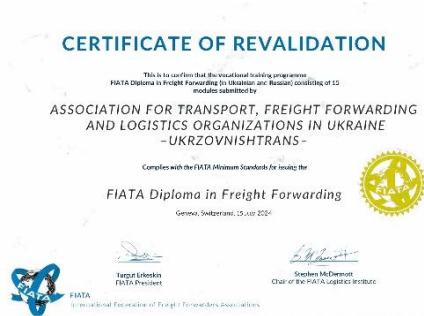 CERTIFICATE OF REVALIDATION
This is to confirm that the vocational training programme
FIATA Diploma in Freight Forwarding (in Ukrainian and Russian) consisting of 15
modules submitted by
ASSOCIATION FOR TRANSPORT, FREIGHT FORWARDING
AND LOGISTICS ORGANIZATIONS IN UKRAINE
–UKRZOVNISHTRANS–
Complies with the FIATA Minimum Standards for issuing the
FIATA Diploma in Freight Forwarding
FIATA
Geneva, Switzerland, 15 2024
Turgut Erkeskin
FIATA President
Stephen McDermott
Chair of the FIATA Logistics Institute
FIATA
FIATA
International Federation of Freight Forwarders Associations